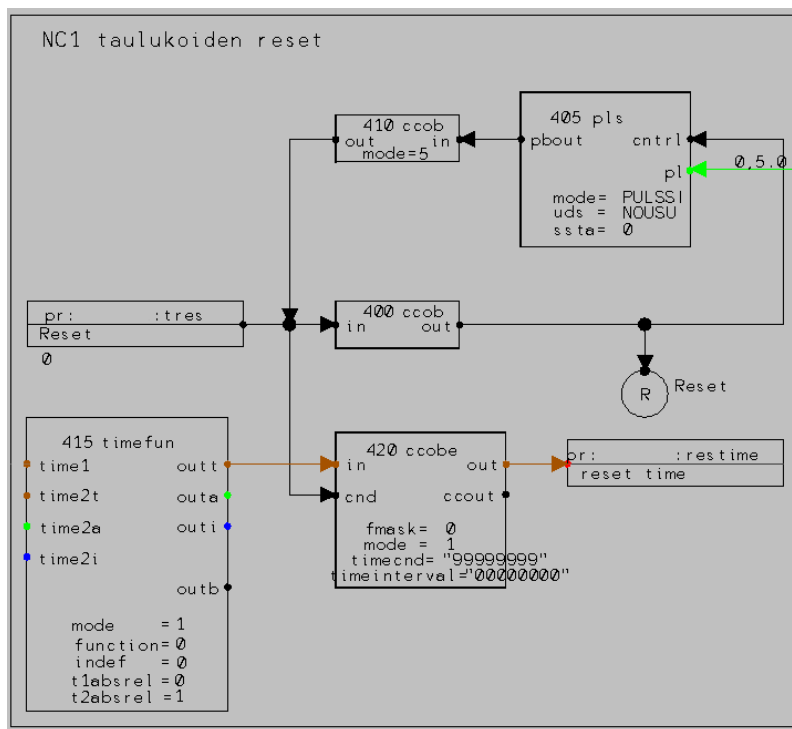 NC1 taulukoiden reset
410 ccob
out in
mode=5
405 pls
pbout cntrl
pl
0,5.0
mode= PULSSI
uds = NOUSU
ssta= 0
pr: :tres
Reset
0
400 ccob
in out
R
Reset
415 timefun
time1 outt
time2t outa
time2a outi
time2i
outb
mode =1
function=0
indef =0
t1absrel=0
t2absrel=1
420 ccobe
in out
cnd ccout
fmask= 0
mode = 1
timecnd= "99999999"
timeinterval="00000000"
pr: :restime
reset time